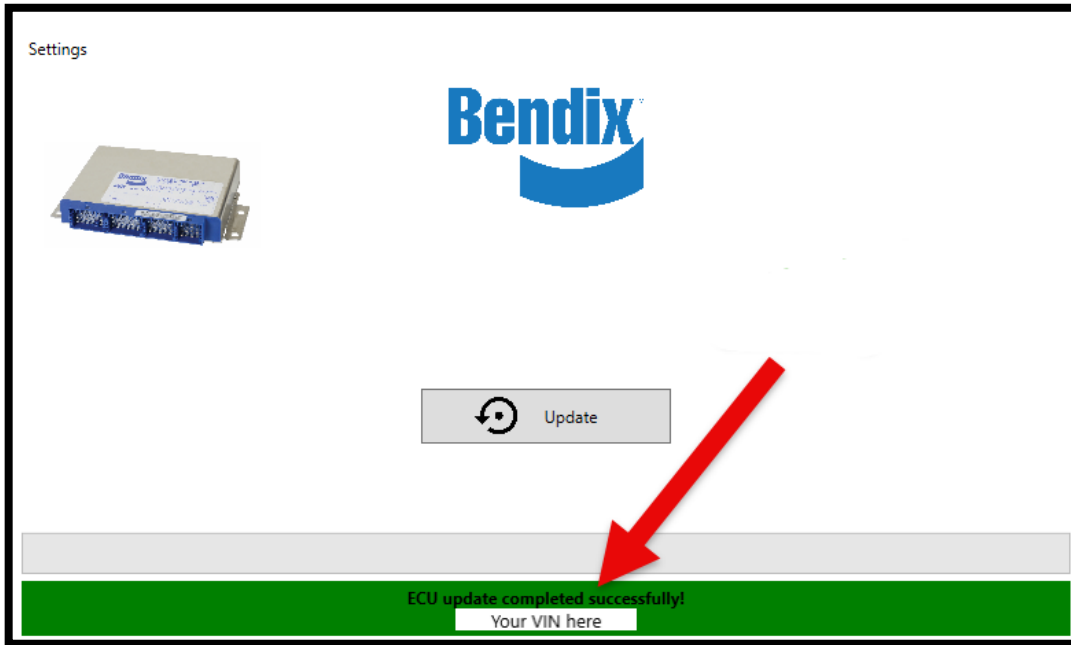 Settings
Bendix
Update
ECU update completed successfully!
Your VIN here